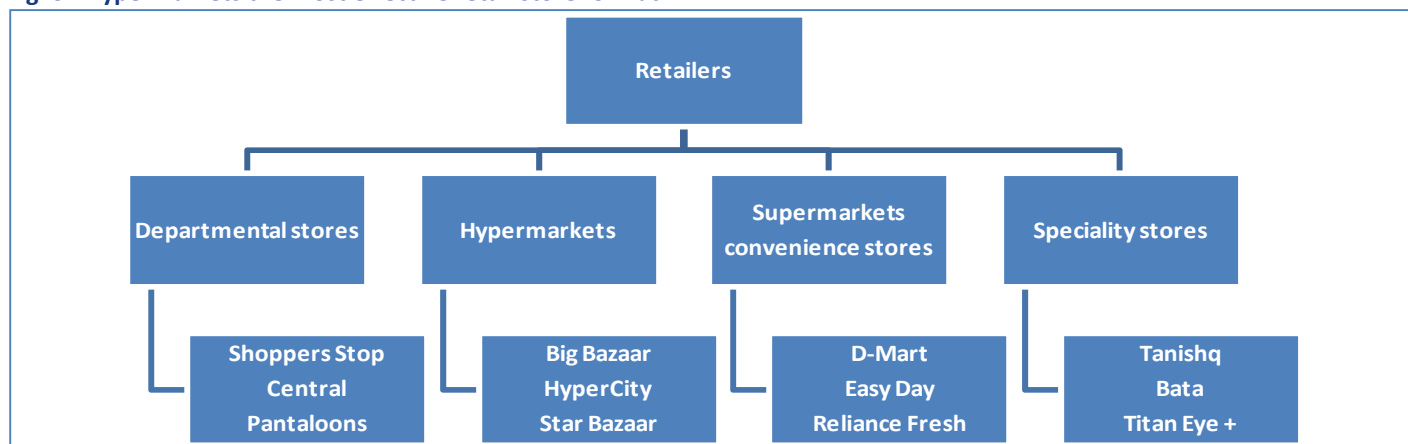 Retailers
Departmental stores
Hypermarkets
Supermarkets
convenience stores
Speciality stores
Shoppers Stop
Central
Pantaloons
Big Bazaar
HyperCity
Star Bazaar
D-Mart
Easy Day
Reliance Fresh
Tanishq
Bata
Titan Eye +